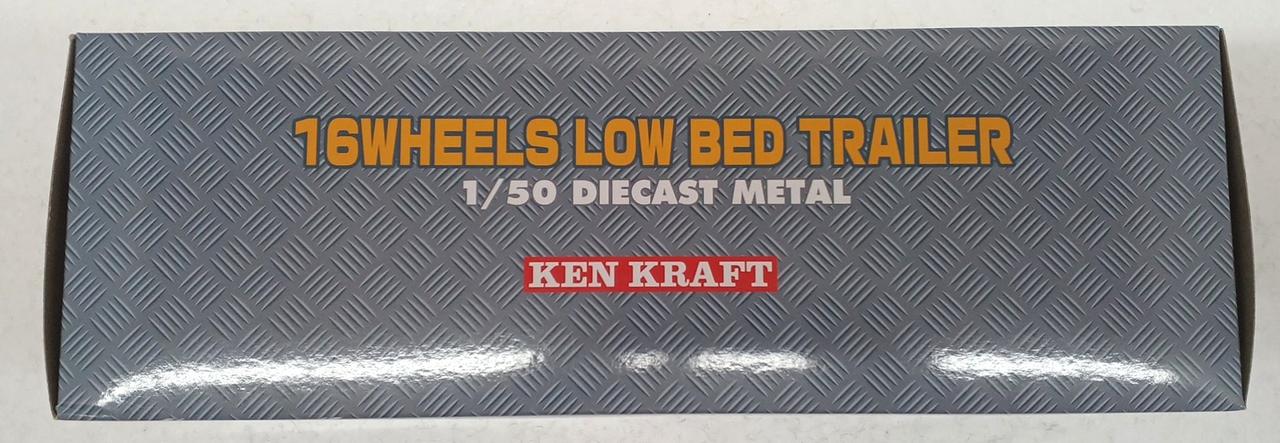 16WHEELS LOW BED TRAILER
1/50 DIECAST METAL
KEN KRAFT